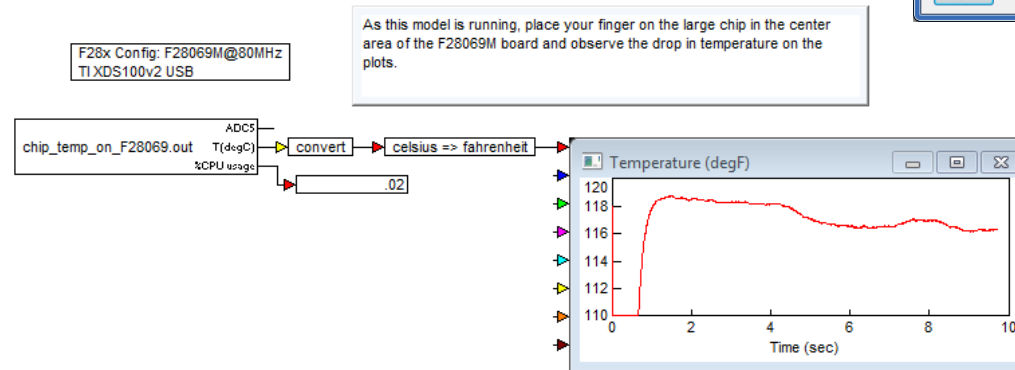 As this model is running, place your finger on the large chip in the center
area of the F28069M board and observe the drop in temperature on the
plots.
F28x Config: F28069M@80MHz
TI XDS100v2 USB
chip_temp_on_F28069.out
ADC5
T(degC)
%CPU usage
convert
celsius => fahrenheit
.02
Temperature (degF)
120
118
116
114
112
110
0 2 4 6 8 10
Time (sec)